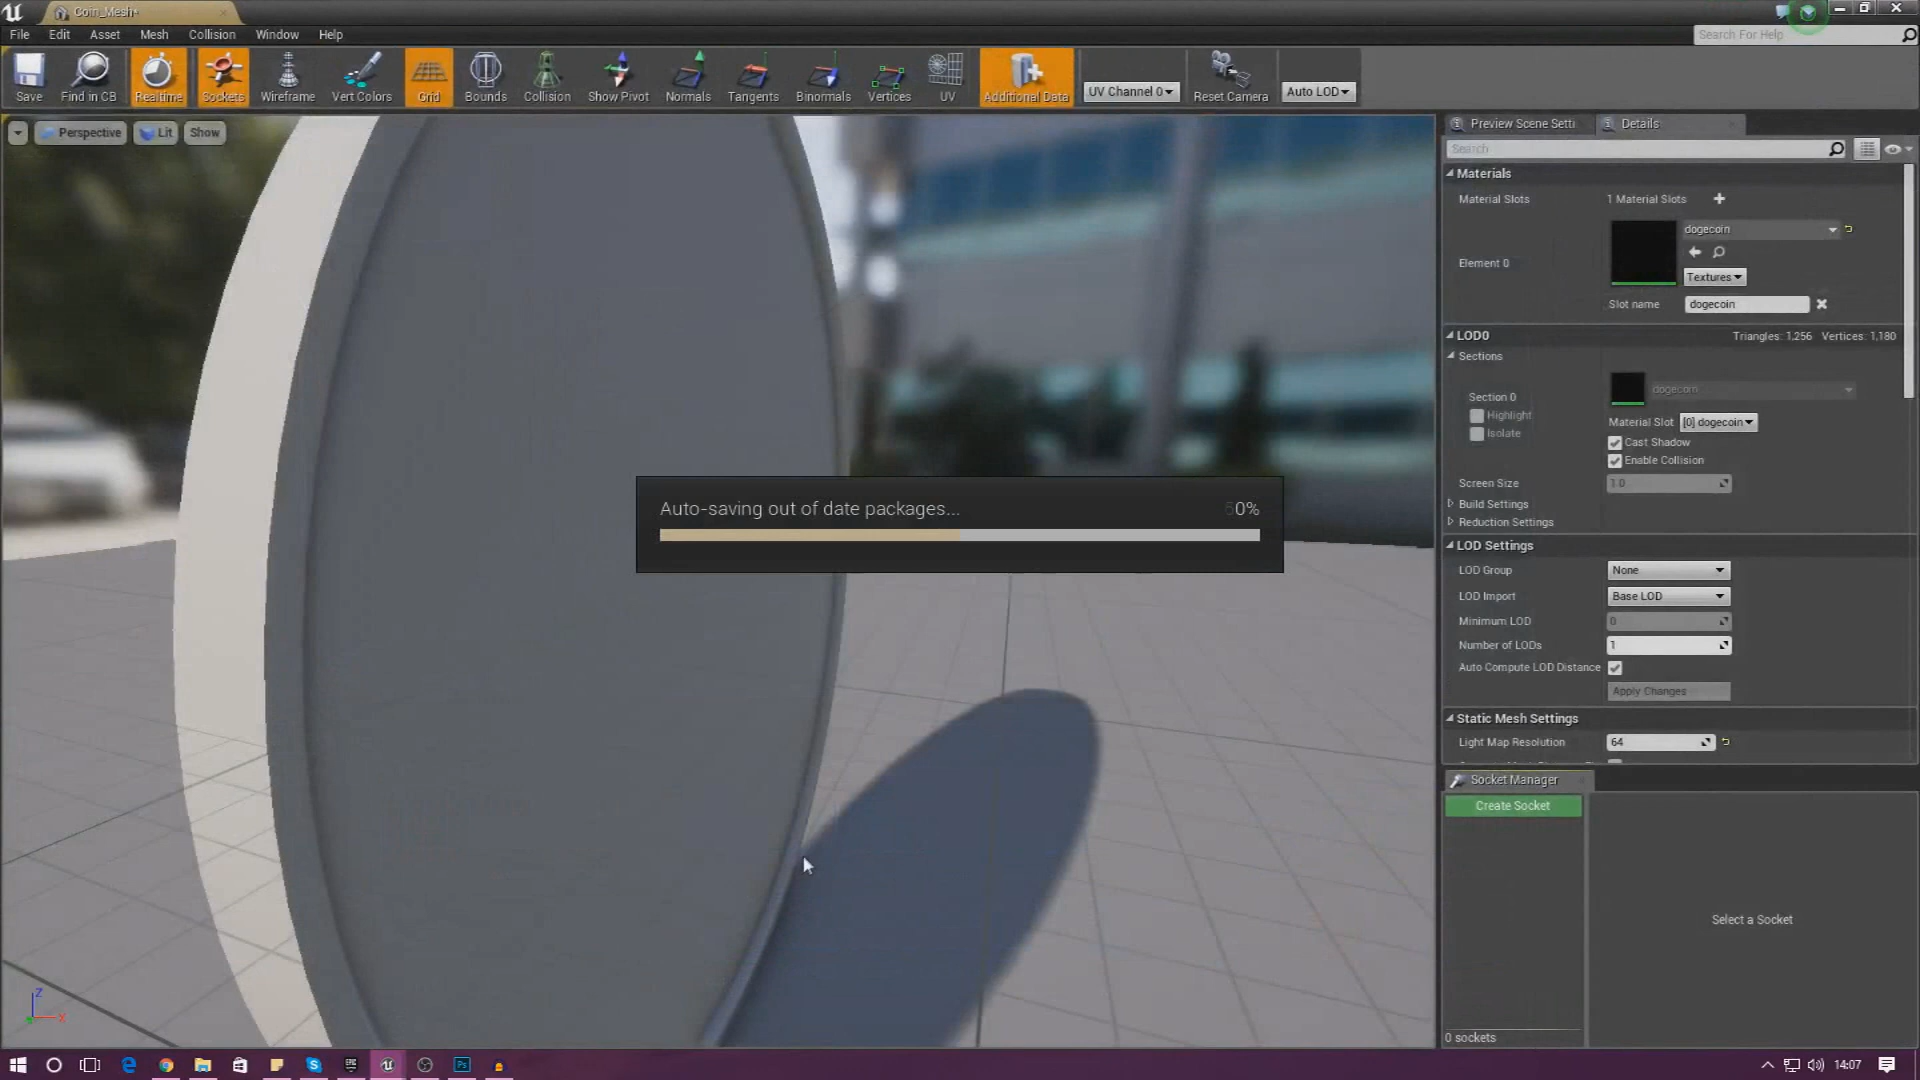 Coin_Mesh*
File Edit Asset Mesh Collision Window Help
Search For Help
Save Find in CB Realtime Sockets Wireframe Vert Colors Grid Bounds Collision Show Pivot Normals Tangents Binormals Vertices UV Additional Data UV Channel 0 Reset Camera Auto LOD
Perspective Lit Show
Preview Scene Setti Details
Search
Materials
Material Slots 1 Material Slots
dogecoin
Element 0
Textures
Slot name dogecoin
LOD0 Triangles: 1,256 Vertices: 1,180
Sections
dogecoin
Section 0
Highlight
Isolate
Material Slot [0] dogecoin
Cast Shadow
Enable Collision
Screen Size 1.0
Build Settings
Reduction Settings
LOD Settings
LOD Group None
LOD Import Base LOD
Minimum LOD 0
Number of LODs 1
Auto Compute LOD Distance
Apply Changes
Static Mesh Settings
Light Map Resolution 64
Auto-saving out of date packages... 50%
Socket Manager
Create Socket
Select a Socket
0 sockets
Z
X
14:07